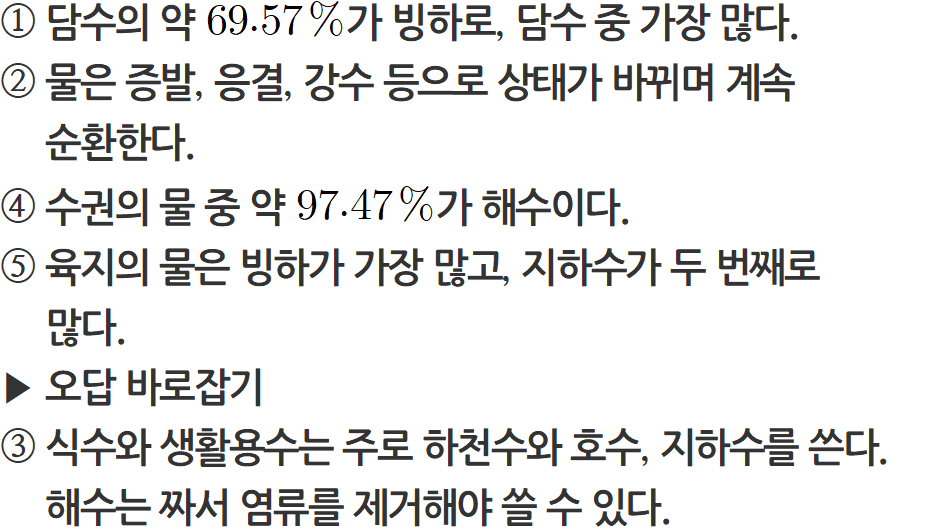 ① 담수의 약 69.57%가 빙하로, 담수 중 가장 많다.
② 물은 증발, 응결, 강수 등으로 상태가 바뀌며 계속
순환한다.
④ 수권의 물 중 약 97.47%가 해수이다.
⑤ 육지의 물은 빙하가 가장 많고, 지하수가 두 번째로
많다.
▶ 오답 바로잡기
③ 식수와 생활용수는 주로 하천수와 호수, 지하수를 쓴다.
해수는 짜서 염류를 제거해야 쓸 수 있다.